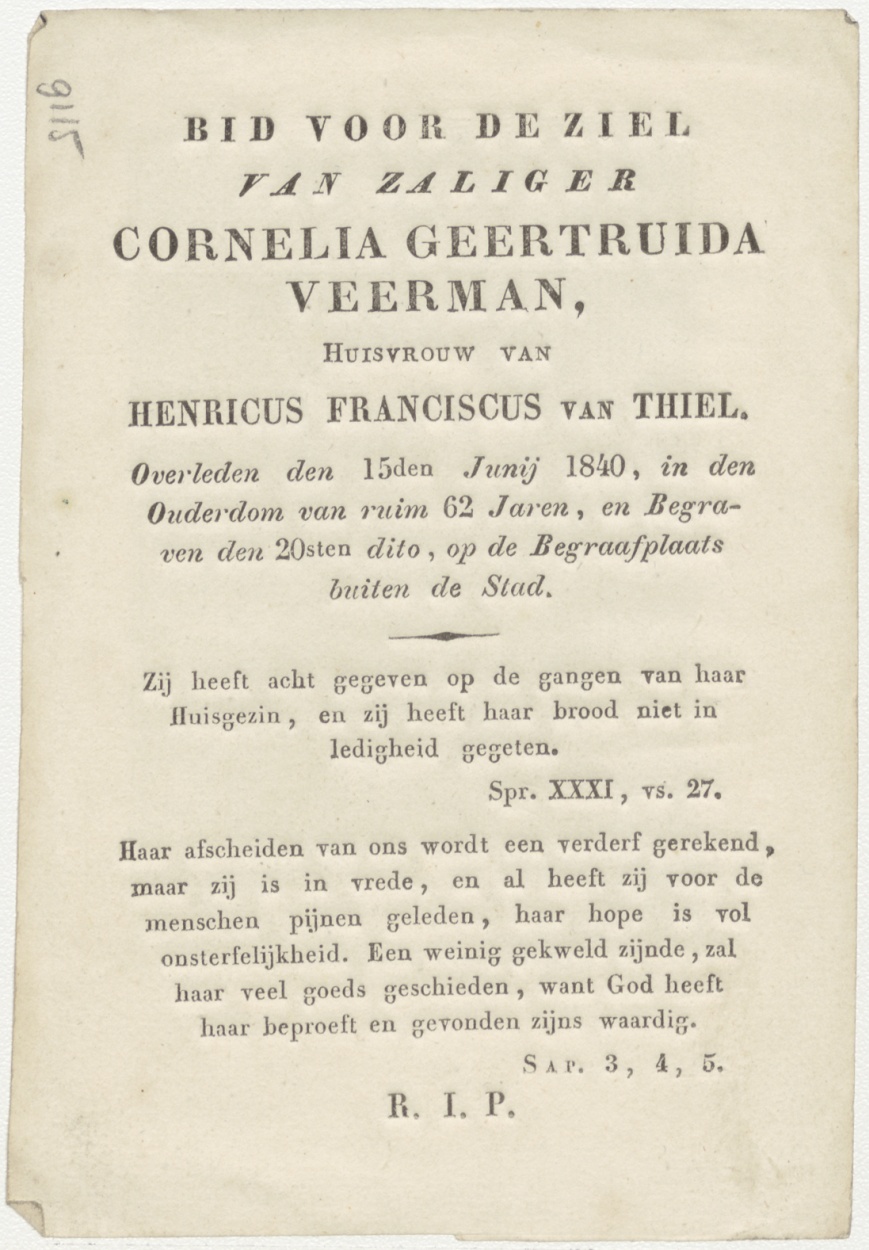 9115
BID VOOR DE ZIEL
VAN ZALIGER
CORNELIA GEERTRUIDA
VEERMAN,
HUISVROUW VAN
HENRICUS FRANCISCUS VAN THIEL.
Overleden den 15den Junij 1840, in den
Ouderdom van ruim 62 Jaren, en Begra-
ven den 20sten dito, op de Begraafplaats
buiten de Stad.
Zij heeft acht gegeven op de gangen van haar
Huisgezin, en zij heeft haar brood niet in
ledigheid gegeten.
Spr. XXXI, vs. 27.
Haar afscheiden van ons wordt een verderf gerekend,
maar zij is in vrede, en al heeft zij voor de
menschen pijnen geleden, haar hope is vol
onsterfelijkheid. Een weinig gekweld zijnde, zal
haar veel goeds geschieden, want God heeft
haar beproeft en gevonden zijns waardig.
SAP. 3, 4, 5.
R. I. P.